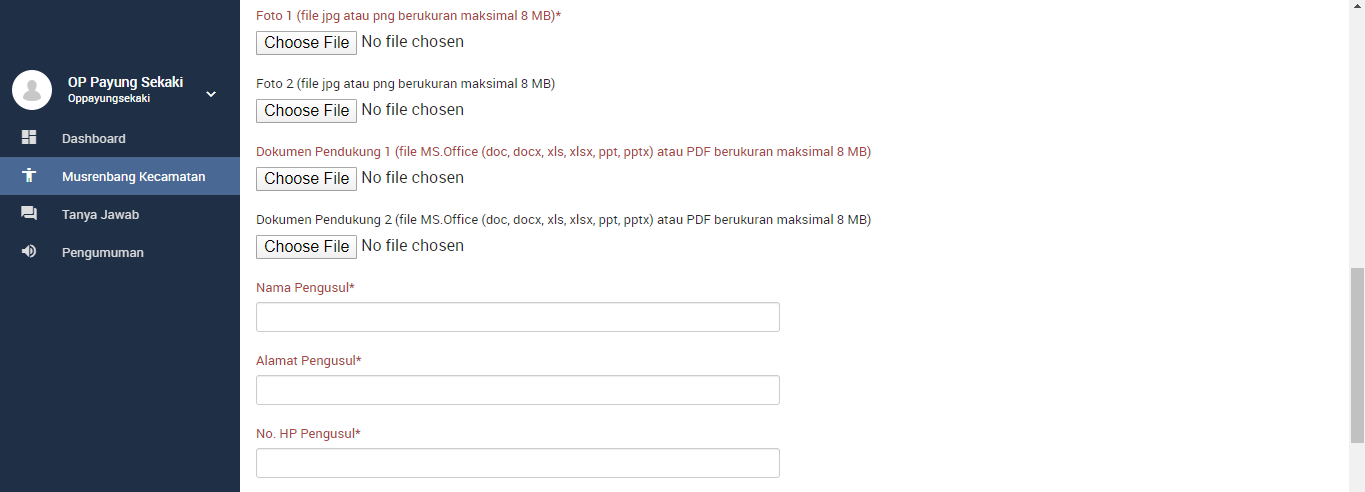 OP Payung Sekaki
Oppayungsekaki
Dashboard
Musrenbang Kecamatan
Tanya Jawab
Pengumuman
Foto 1 (file jpg atau png berukuran maksimal 8 MB)*
Choose File No file chosen
Foto 2 (file jpg atau png berukuran maksimal 8 MB)
Choose File No file chosen
Dokumen Pendukung 1 (file MS.Office (doc, docx, xls, xlsx, ppt, pptx) atau PDF berukuran maksimal 8 MB)
Choose File No file chosen
Dokumen Pendukung 2 (file MS.Office (doc, docx, xls, xlsx, ppt, pptx) atau PDF berukuran maksimal 8 MB)
Choose File No file chosen
Nama Pengusul*
Alamat Pengusul*
No. HP Pengusul*